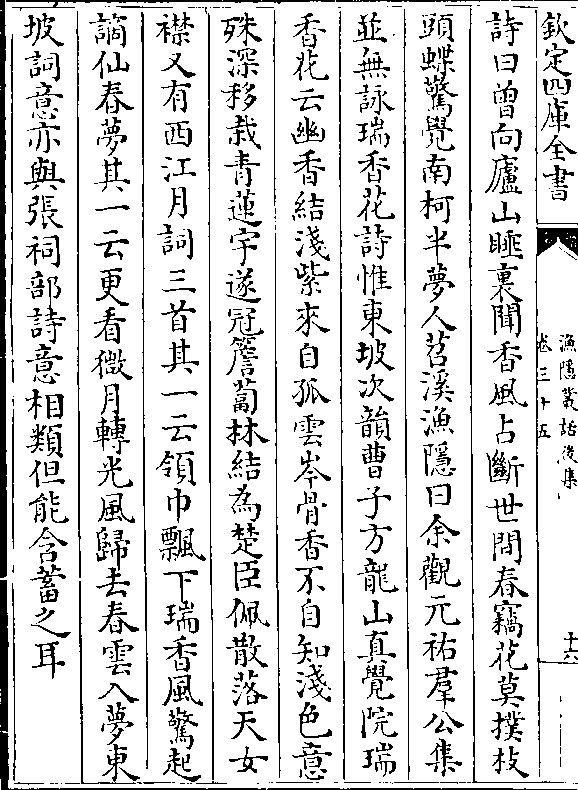 欽定四庫全書
漁隱叢話後集
卷三十五
十六
詩曰曾向廬山睡裏聞香風占斷世間春竊花莫撲枝
頭蝶驚覺南柯半夢人苕溪漁隱曰余觀元祐羣公集
並無詠瑞香花詩惟東坡次韻曹子方龍山真覺院瑞
香花云幽香結淺紫來自孤雲岑骨香不自知淺色意
殊深移栽青蓮宇遂冠簷蔔林結為楚臣佩散落天女
襟又有西江月詞三首其一云領巾飄下瑞香風驚起
謫仙春夢其一云更看微月轉光風歸去春雲入夢東
坡詞意亦與張祠部詩意相類但能含蓄之耳